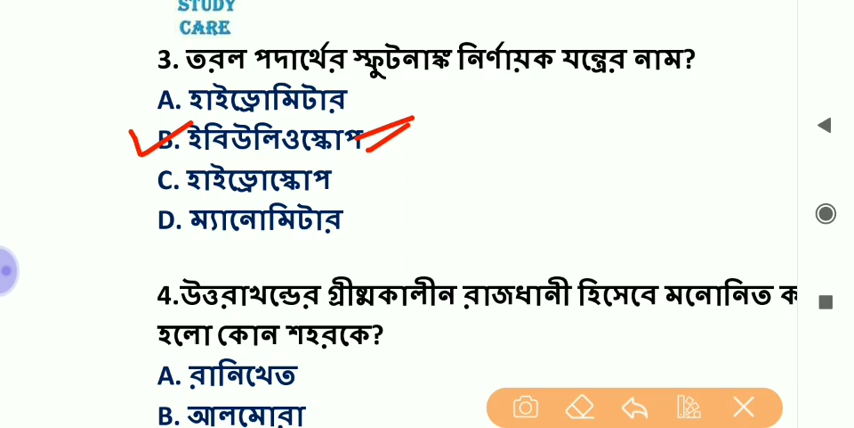 STUDY
CARE
3. তরল পদার্থের স্ফুটনাঙ্ক নির্ণায়ক যন্ত্রের নাম?
A. হাইড্রোমিটার
B. ইবিউলিওস্কোপ
C. হাইড্রোস্কোপ
D. ম্যানোমিটার
4.উত্তরাখন্ডের গ্রীষ্মকালীন রাজধানী হিসেবে মনোনিত ক
হলো কোন শহরকে?
A. রানিখেত
B. আলমোরা